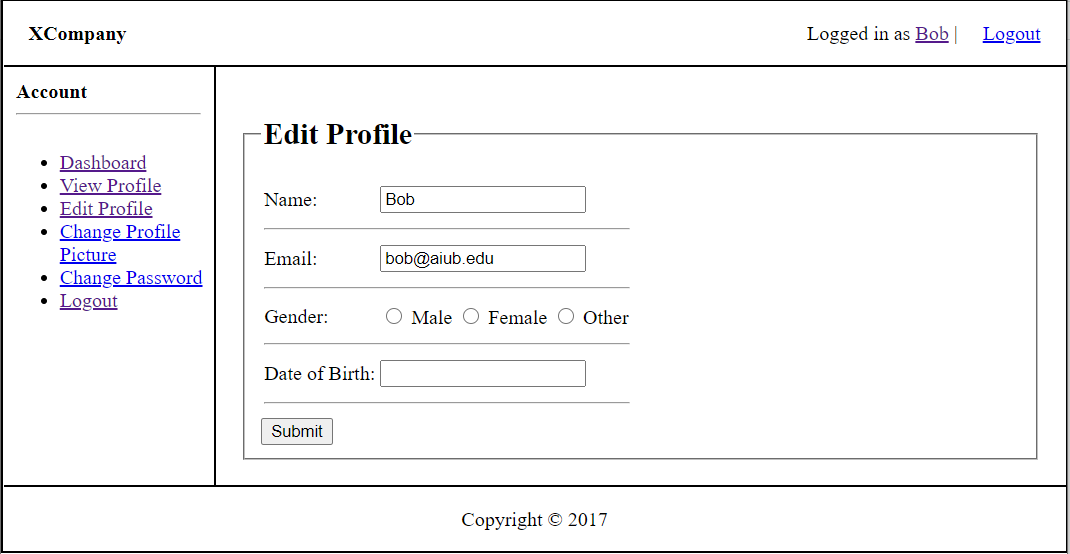 XCompany
Logged in as Bob | Logout
Account
Dashboard
View Profile
Edit Profile
Change Profile
Picture
Change Password
Logout
Edit Profile
Name: Bob
Email: bob@aiub.edu
Gender: Male Female Other
Date of Birth:
Submit
Copyright © 2017